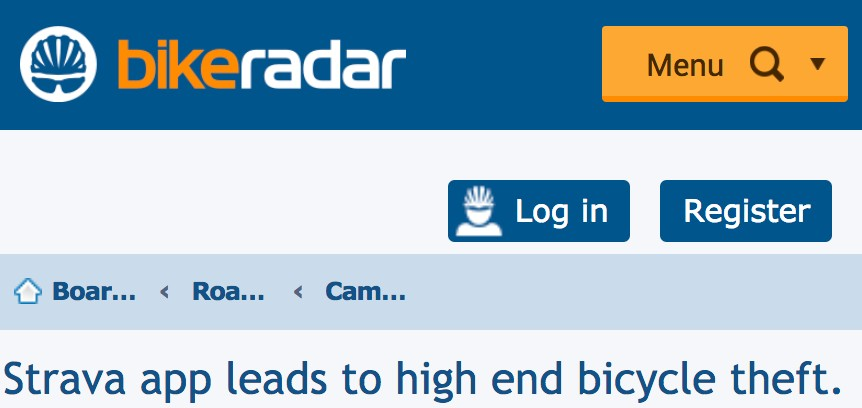 bikeradar
Menu
Log in
Register
Boar... ‹ Roa... ‹ Cam...
Strava app leads to high end bicycle theft.